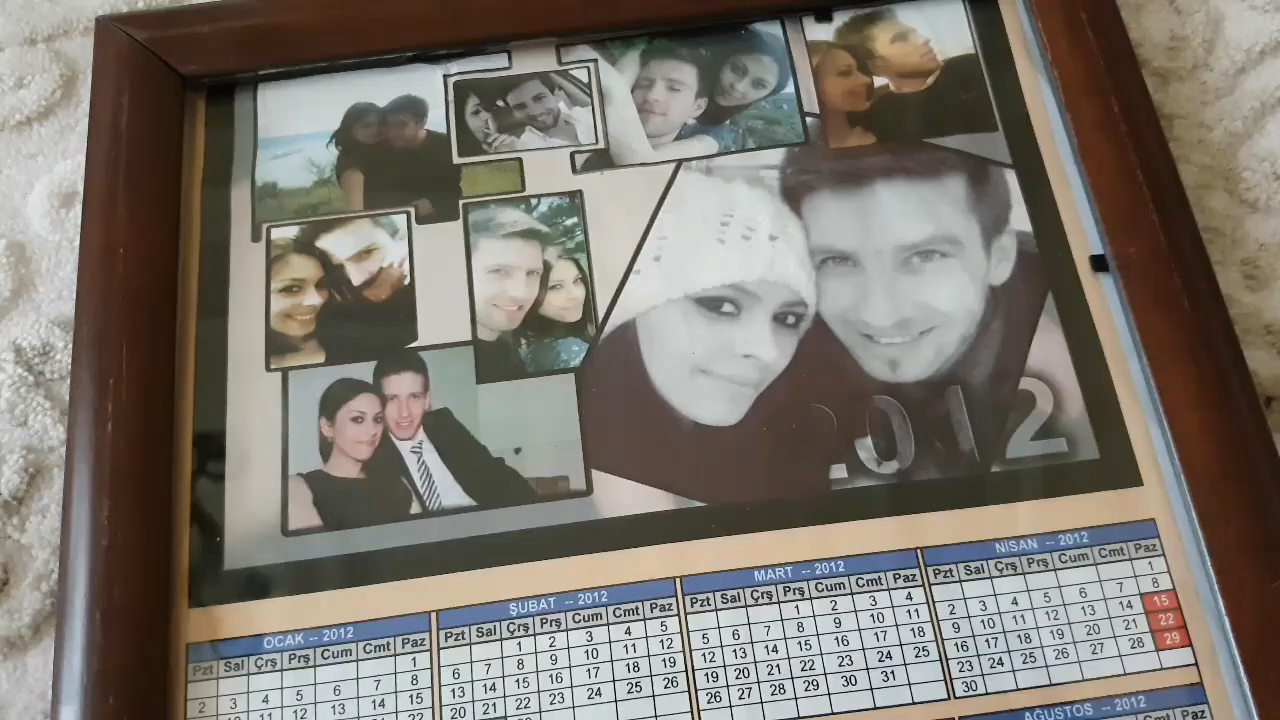 2012
OCAK -- 2012
Pzt Sal Çrş Prş Cum Cmt Paz
1
2 3 4 5 6 7 8
11 12 13 14 15
ŞUBAT -- 2012
Pzt Sal Çrş Prş Cum Cmt Paz
1 2 3 4 5
6 7 8 9 10 11 12
13 14 15 16 17 18 19
20 21 22 23 24 25 26
MART -- 2012
Pzt Sal Çrş Prş Cum Cmt Paz
1 2 3 4
5 6 7 8 9 10 11
12 13 14 15 16 17 18
19 20 21 22 23 24 25
26 27 28 29 30 31
NİSAN -- 2012
Pzt Sal Çrş Prş Cum Cmt Paz
1
2 3 4 5 6 7 8
9 10 11 12 13 14 15
16 17 18 19 20 21 22
23 24 25 26 27 28 29
30
AĞUSTOS -- 2012
Cmt Paz